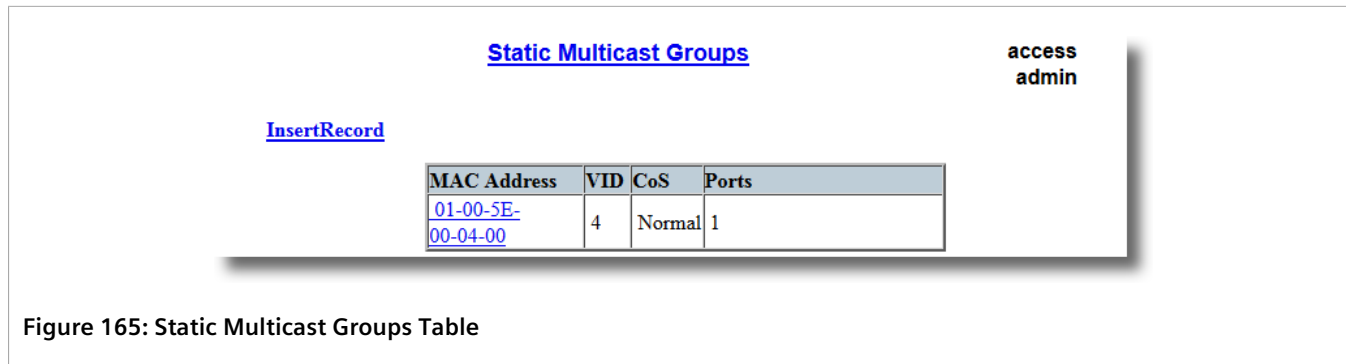 Static Multicast Groups
access
admin
InsertRecord
MAC Address VID CoS Ports
01-00-5E-
00-04-00 4 Normal 1
Figure 165: Static Multicast Groups Table